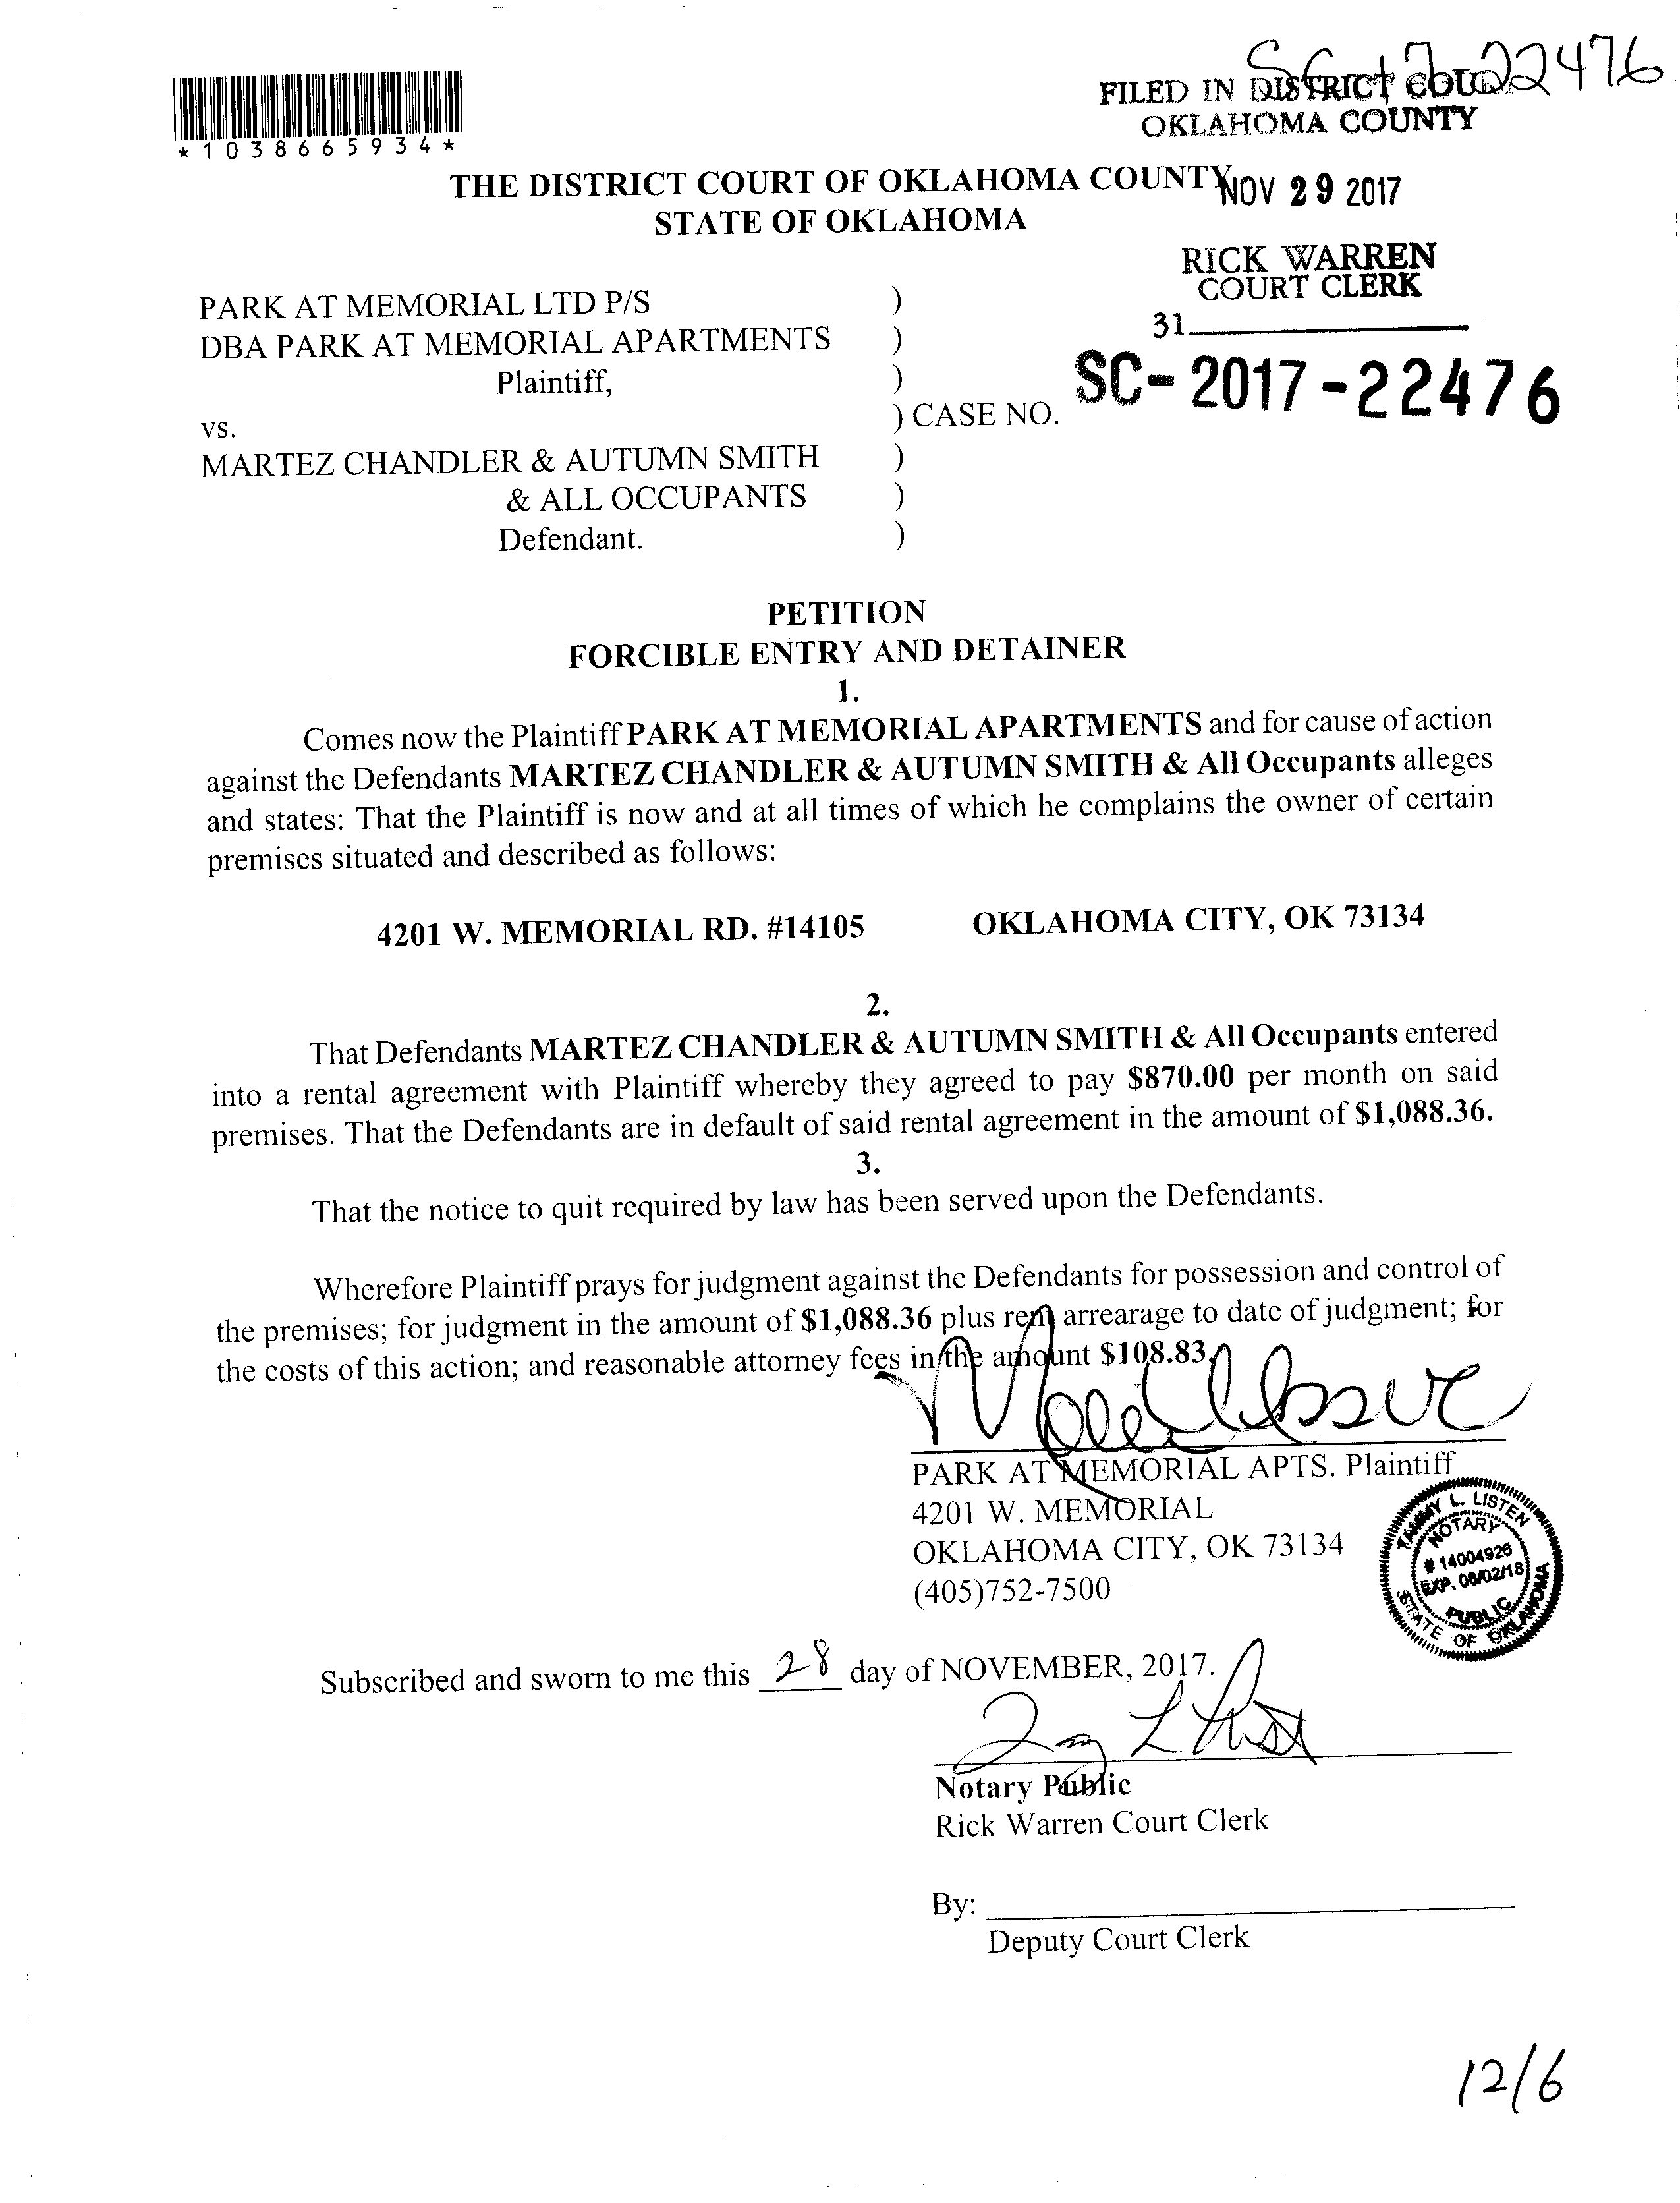 SC-17-22476
FILED IN DISTRICT COU
OKLAHOMA COUNTY
*1038665934*
THE DISTRICT COURT OF OKLAHOMA COUNTY
NOV 29 2017
STATE OF OKLAHOMA
RICK WARREN
COURT CLERK
31
PARK AT MEMORIAL LTD P/S )
DBA PARK AT MEMORIAL APARTMENTS )
Plaintiff, )
vs. ) CASE NO. SC-2017-22476
MARTEZ CHANDLER & AUTUMN SMITH )
& ALL OCCUPANTS )
Defendant. )
PETITION
FORCIBLE ENTRY AND DETAINER
1.
Comes now the Plaintiff PARK AT MEMORIAL APARTMENTS and for cause of action
against the Defendants MARTEZ CHANDLER & AUTUMN SMITH & All Occupants alleges
and states: That the Plaintiff is now and at all times of which he complains the owner of certain
premises situated and described as follows:
4201 W. MEMORIAL RD. #14105 OKLAHOMA CITY, OK 73134
2.
That Defendants MARTEZ CHANDLER & AUTUMN SMITH & All Occupants entered
into a rental agreement with Plaintiff whereby they agreed to pay $870.00 per month on said
premises. That the Defendants are in default of said rental agreement in the amount of $1,088.36.
3.
That the notice to quit required by law has been served upon the Defendants.
Wherefore Plaintiff prays for judgment against the Defendants for possession and control of
the premises; for judgment in the amount of $1,088.36 plus rent arrearage to date of judgment; for
the costs of this action; and reasonable attorney fees in the amount $108.83.
PARK AT MEMORIAL APTS. Plaintiff
4201 W. MEMORIAL
OKLAHOMA CITY, OK 73134
(405)752-7500
TAMMY L. LISTEN
NOTARY
# 14004926
EXP. 06/02/18
PUBLIC
STATE OF OKLAHOMA
Subscribed and sworn to me this 28 day of NOVEMBER, 2017.
Notary Public
Rick Warren Court Clerk
By:
Deputy Court Clerk
12/6